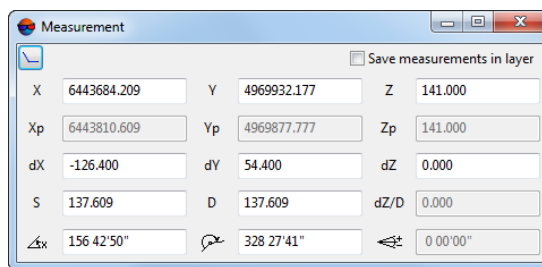 Measurement
Save measurements in layer
X 6443684.209 Y 4969932.177 Z 141.000
Xp 6443810.609 Yp 4969877.777 Zp 141.000
dX -126.400 dY 54.400 dZ 0.000
S 137.609 D 137.609 dZ/D 0.000
x 156 42'50" 328 27'41" 0 00'00"